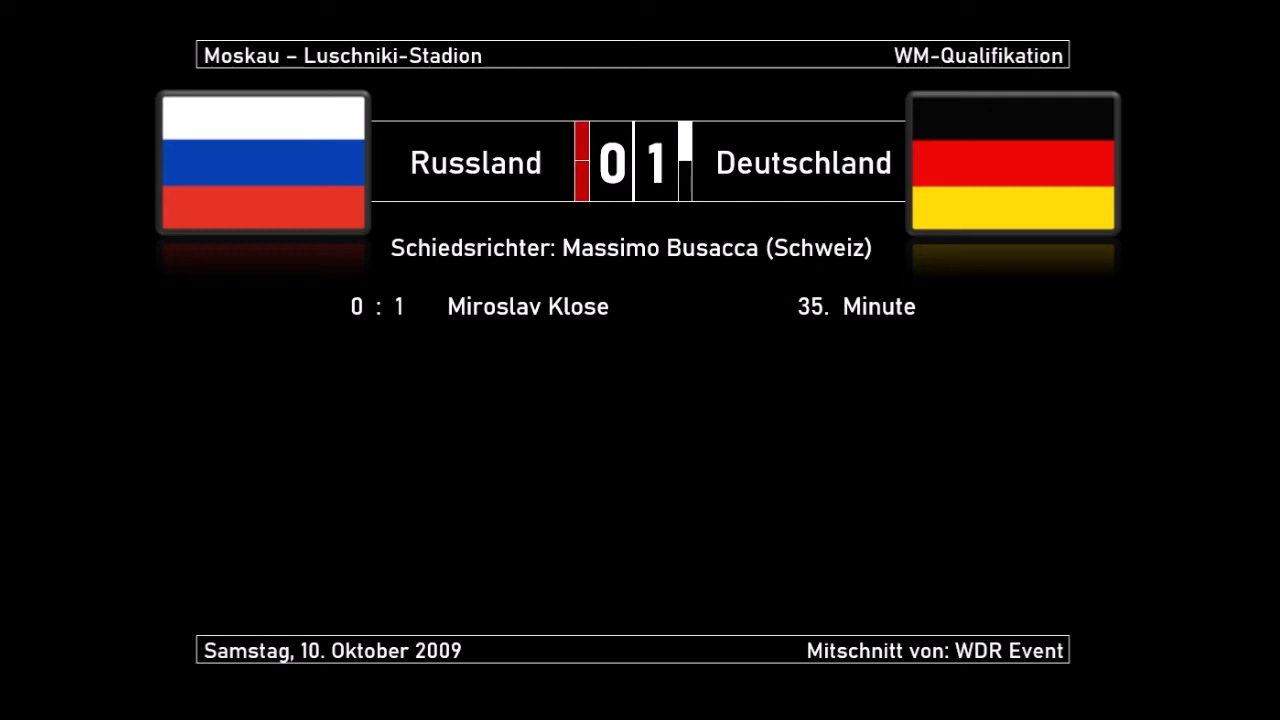 Moskau – Luschniki-Stadion WM-Qualifikation
Russland 0 1 Deutschland
Schiedsrichter: Massimo Busacca (Schweiz)
0 : 1 Miroslav Klose 35. Minute
Samstag, 10. Oktober 2009 Mitschnitt von: WDR Event